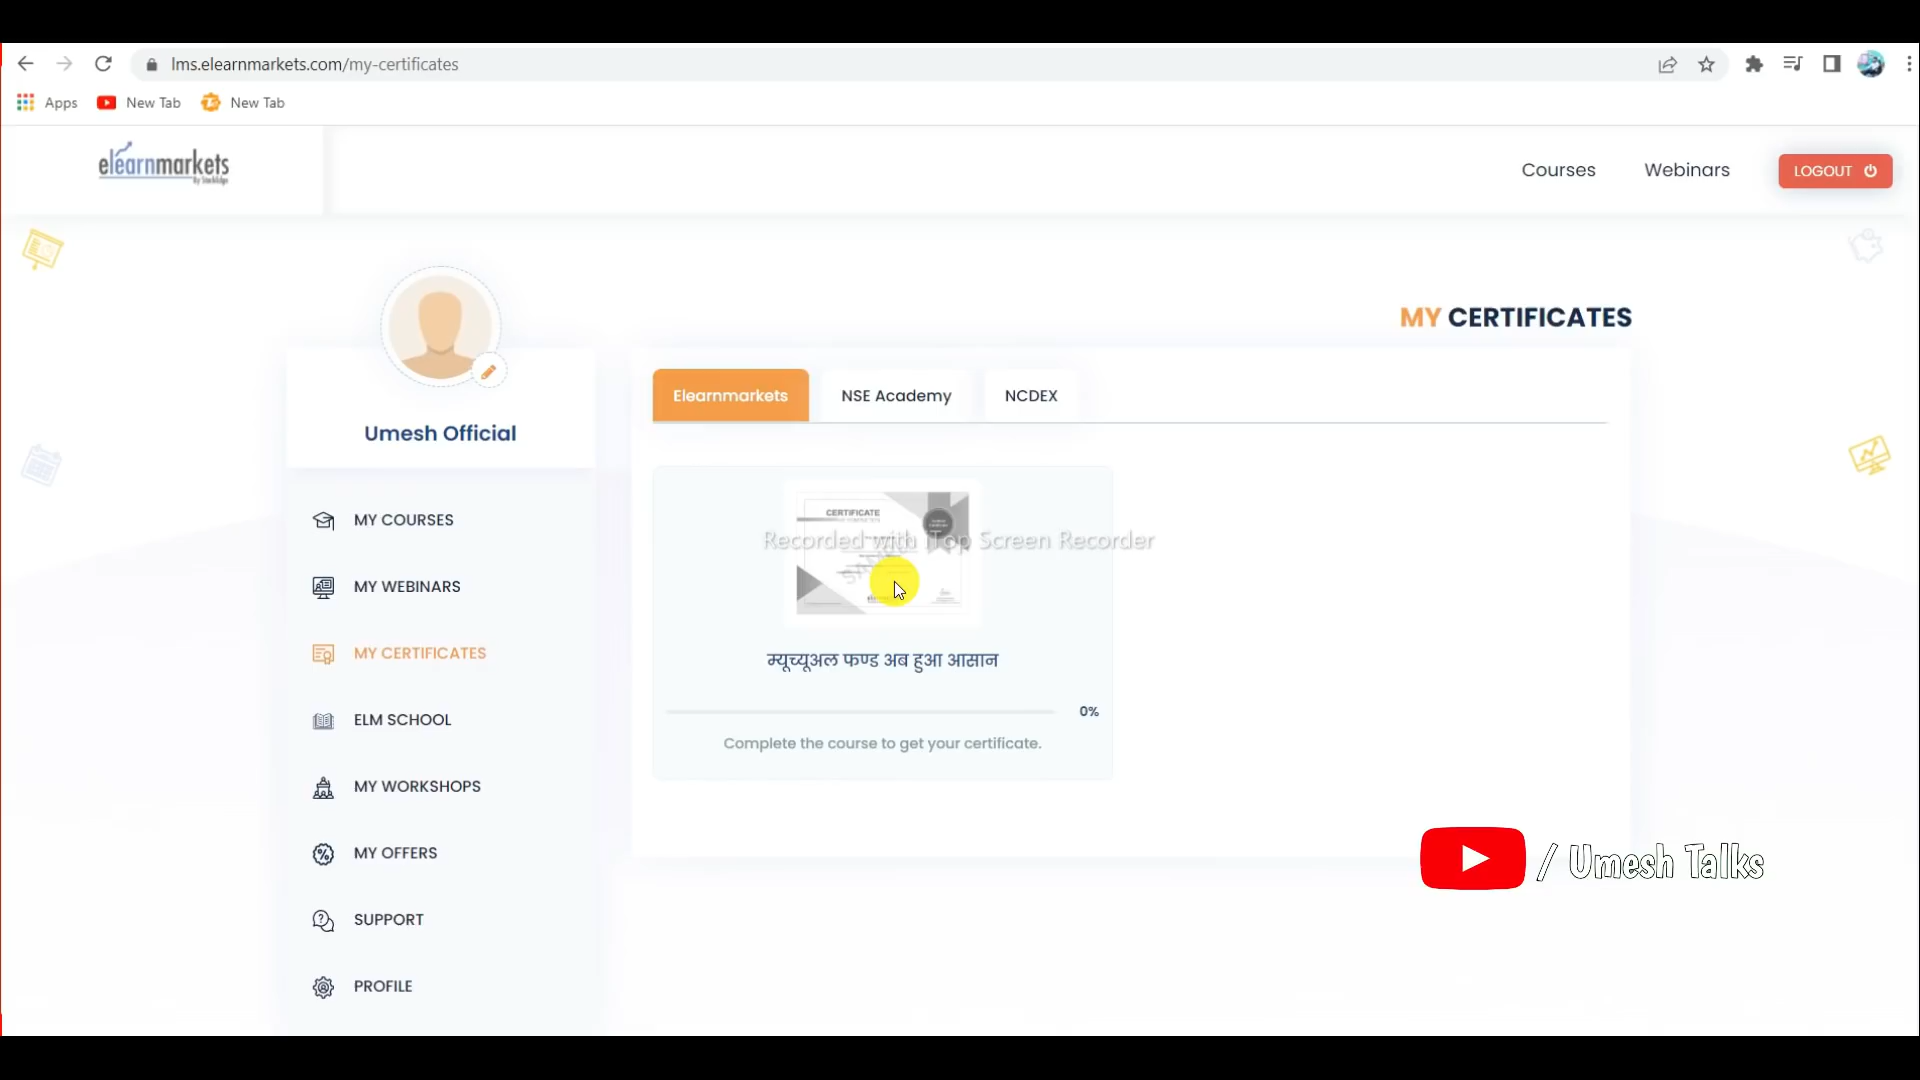 lms.elearnmarkets.com/my-certificates
Apps
New Tab
New Tab
elearnmarkets
Courses
Webinars
LOGOUT
MY CERTIFICATES
Elearnmarkets
NSE Academy
NCDEX
Umesh Official
MY COURSES
MY WEBINARS
MY CERTIFICATES
ELM SCHOOL
MY WORKSHOPS
MY OFFERS
SUPPORT
PROFILE
CERTIFICATE
Recorded with iTop Screen Recorder
म्यूच्यूअल फण्ड अब हुआ आसान
0%
Complete the course to get your certificate.
/ Umesh Talks